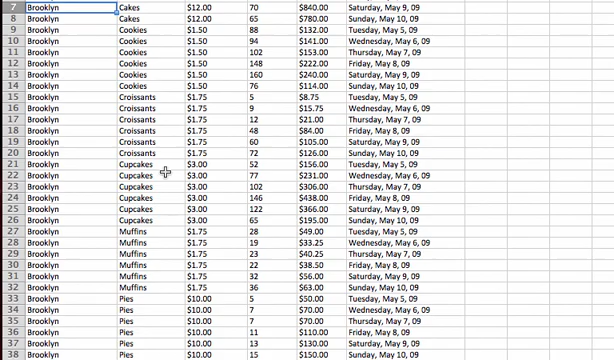 7 Brooklyn Cakes $12.00 70 $840.00 Saturday, May 9, 09
8 Brooklyn Cakes $12.00 65 $780.00 Sunday, May 10, 09
9 Brooklyn Cookies $1.50 88 $132.00 Tuesday, May 5, 09
10 Brooklyn Cookies $1.50 94 $141.00 Wednesday, May 6, 09
11 Brooklyn Cookies $1.50 102 $153.00 Thursday, May 7, 09
12 Brooklyn Cookies $1.50 148 $222.00 Friday, May 8, 09
13 Brooklyn Cookies $1.50 160 $240.00 Saturday, May 9, 09
14 Brooklyn Cookies $1.50 76 $114.00 Sunday, May 10, 09
15 Brooklyn Croissants $1.75 5 $8.75 Tuesday, May 5, 09
16 Brooklyn Croissants $1.75 9 $15.75 Wednesday, May 6, 09
17 Brooklyn Croissants $1.75 12 $21.00 Thursday, May 7, 09
18 Brooklyn Croissants $1.75 48 $84.00 Friday, May 8, 09
19 Brooklyn Croissants $1.75 60 $105.00 Saturday, May 9, 09
20 Brooklyn Croissants $1.75 72 $126.00 Sunday, May 10, 09
21 Brooklyn Cupcakes $3.00 52 $156.00 Tuesday, May 5, 09
22 Brooklyn Cupcakes $3.00 77 $231.00 Wednesday, May 6, 09
23 Brooklyn Cupcakes $3.00 102 $306.00 Thursday, May 7, 09
24 Brooklyn Cupcakes $3.00 146 $438.00 Friday, May 8, 09
25 Brooklyn Cupcakes $3.00 122 $366.00 Saturday, May 9, 09
26 Brooklyn Cupcakes $3.00 65 $195.00 Sunday, May 10, 09
27 Brooklyn Muffins $1.75 28 $49.00 Tuesday, May 5, 09
28 Brooklyn Muffins $1.75 19 $33.25 Wednesday, May 6, 09
29 Brooklyn Muffins $1.75 23 $40.25 Thursday, May 7, 09
30 Brooklyn Muffins $1.75 22 $38.50 Friday, May 8, 09
31 Brooklyn Muffins $1.75 32 $56.00 Saturday, May 9, 09
32 Brooklyn Muffins $1.75 36 $63.00 Sunday, May 10, 09
33 Brooklyn Pies $10.00 5 $50.00 Tuesday, May 5, 09
34 Brooklyn Pies $10.00 7 $70.00 Wednesday, May 6, 09
35 Brooklyn Pies $10.00 7 $70.00 Thursday, May 7, 09
36 Brooklyn Pies $10.00 11 $110.00 Friday, May 8, 09
37 Brooklyn Pies $10.00 13 $130.00 Saturday, May 9, 09
38 Brooklyn Pies $10.00 15 $150.00 Sunday, May 10, 09